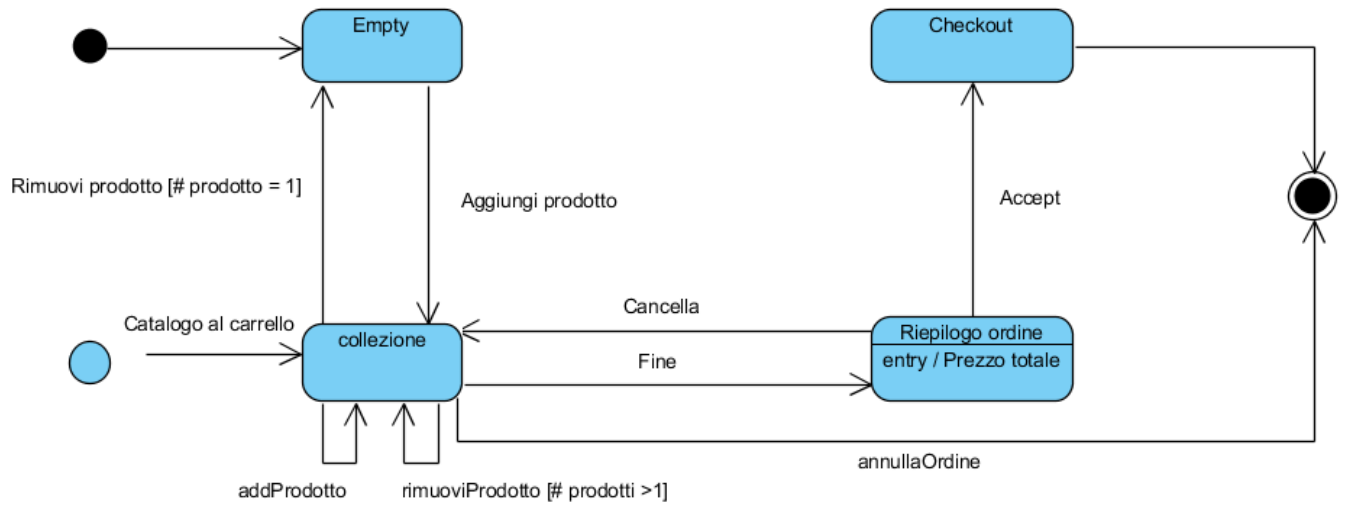 Empty
Checkout
Rimuovi prodotto [# prodotto = 1]
Aggiungi prodotto
Accept
Catalogo al carrello
collezione
Cancella
Fine
Riepilogo ordine
entry / Prezzo totale
annullaOrdine
addProdotto
rimuoviProdotto [# prodotti >1]